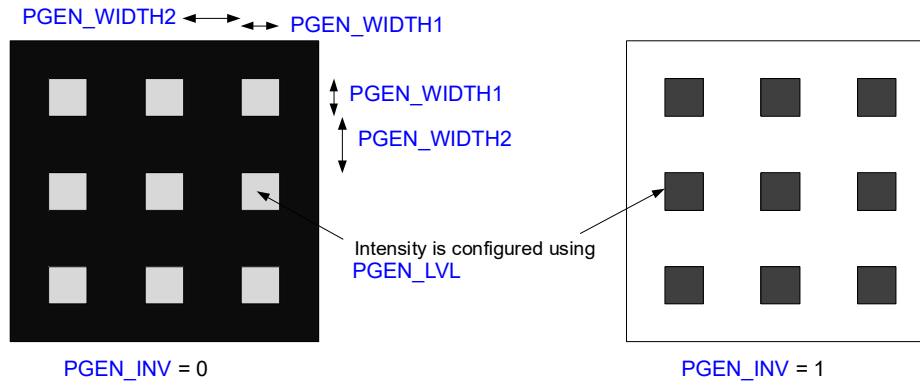 PGEN_WIDTH2
PGEN_WIDTH1
PGEN_WIDTH1
PGEN_WIDTH2
Intensity is configured using
PGEN_LVL
PGEN_INV = 0
PGEN_INV = 1